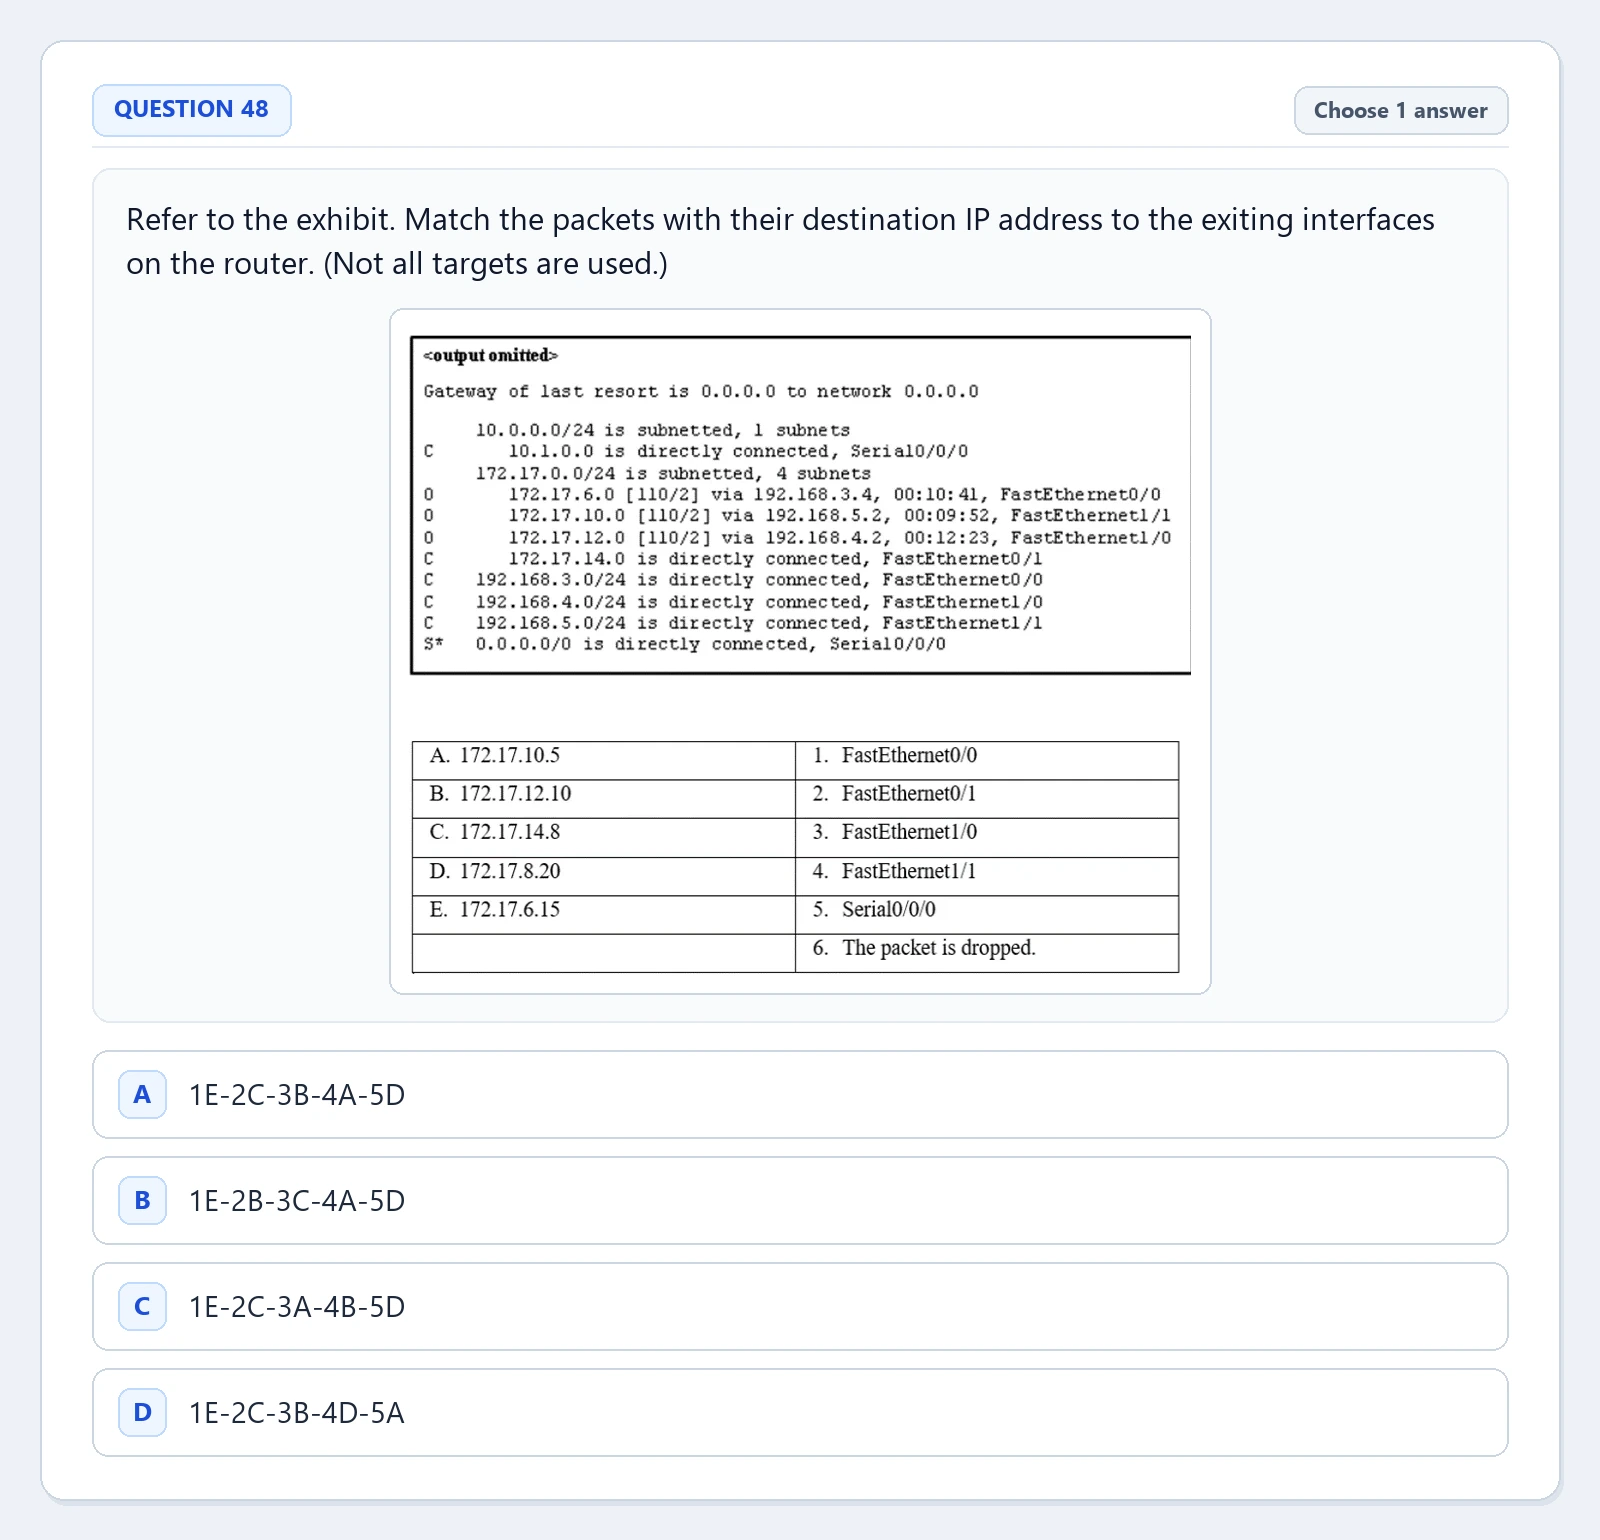 QUESTION 48
Choose 1 answer
Refer to the exhibit. Match the packets with their destination IP address to the exiting interfaces
on the router. (Not all targets are used.)
<output omitted>
Gateway of last resort is 0.0.0.0 to network 0.0.0.0
10.0.0.0/24 is subnetted, 1 subnets
C 10.1.0.0 is directly connected, Serial0/0/0
172.17.0.0/24 is subnetted, 4 subnets
O 172.17.6.0 [110/2] via 192.168.3.4, 00:10:41, FastEthernet0/0
O 172.17.10.0 [110/2] via 192.168.5.2, 00:09:52, FastEthernet1/1
O 172.17.12.0 [110/2] via 192.168.4.2, 00:12:23, FastEthernet1/0
C 172.17.14.0 is directly connected, FastEthernet0/1
C 192.168.3.0/24 is directly connected, FastEthernet0/0
C 192.168.4.0/24 is directly connected, FastEthernet1/0
C 192.168.5.0/24 is directly connected, FastEthernet1/1
S* 0.0.0.0/0 is directly connected, Serial0/0/0
A. 172.17.10.5 1. FastEthernet0/0
B. 172.17.12.10 2. FastEthernet0/1
C. 172.17.14.8 3. FastEthernet1/0
D. 172.17.8.20 4. FastEthernet1/1
E. 172.17.6.15 5. Serial0/0/0
6. The packet is dropped.
A 1E-2C-3B-4A-5D
B 1E-2B-3C-4A-5D
C 1E-2C-3A-4B-5D
D 1E-2C-3B-4D-5A